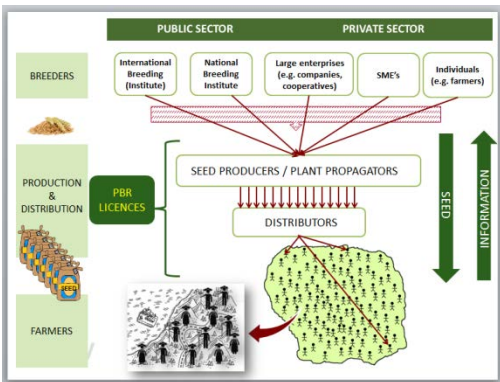 PUBLIC SECTOR
PRIVATE SECTOR
BREEDERS
International
Breeding
(Institute)
National
Breeding
Institute
Large enterprises
(e.g. companies,
cooperatives)
SME's
Individuals
(e.g. farmers)
PRODUCTION
&
DISTRIBUTION
PBR
LICENCES
SEED PRODUCERS / PLANT PROPAGATORS
DISTRIBUTORS
SEED
INFORMATION
SEED
FARMERS